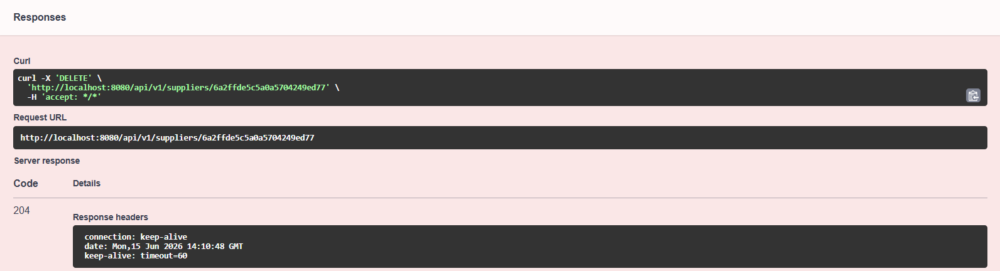 Responses
Curl
curl -X 'DELETE' \
  'http://localhost:8080/api/v1/suppliers/6a2ffde5c5a0a5704249ed77' \
  -H 'accept: */*'
Request URL
http://localhost:8080/api/v1/suppliers/6a2ffde5c5a0a5704249ed77
Server response
Code Details
204
Response headers
connection: keep-alive
date: Mon,15 Jun 2026 14:10:48 GMT
keep-alive: timeout=60